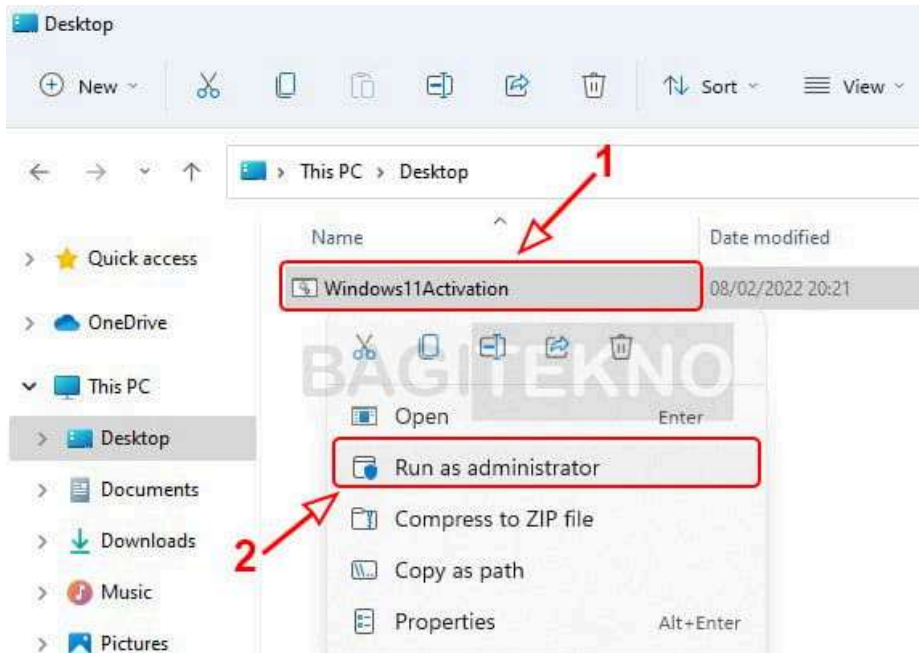 Desktop
New
Sort
View
This PC > Desktop
1
Name
Date modified
Quick access
Windows11Activation
08/02/2022 20:21
OneDrive
BAGITEKNO
This PC
Open
Enter
Desktop
Run as administrator
Documents
Compress to ZIP file
Downloads
2
Copy as path
Music
Properties
Alt+Enter
Pictures